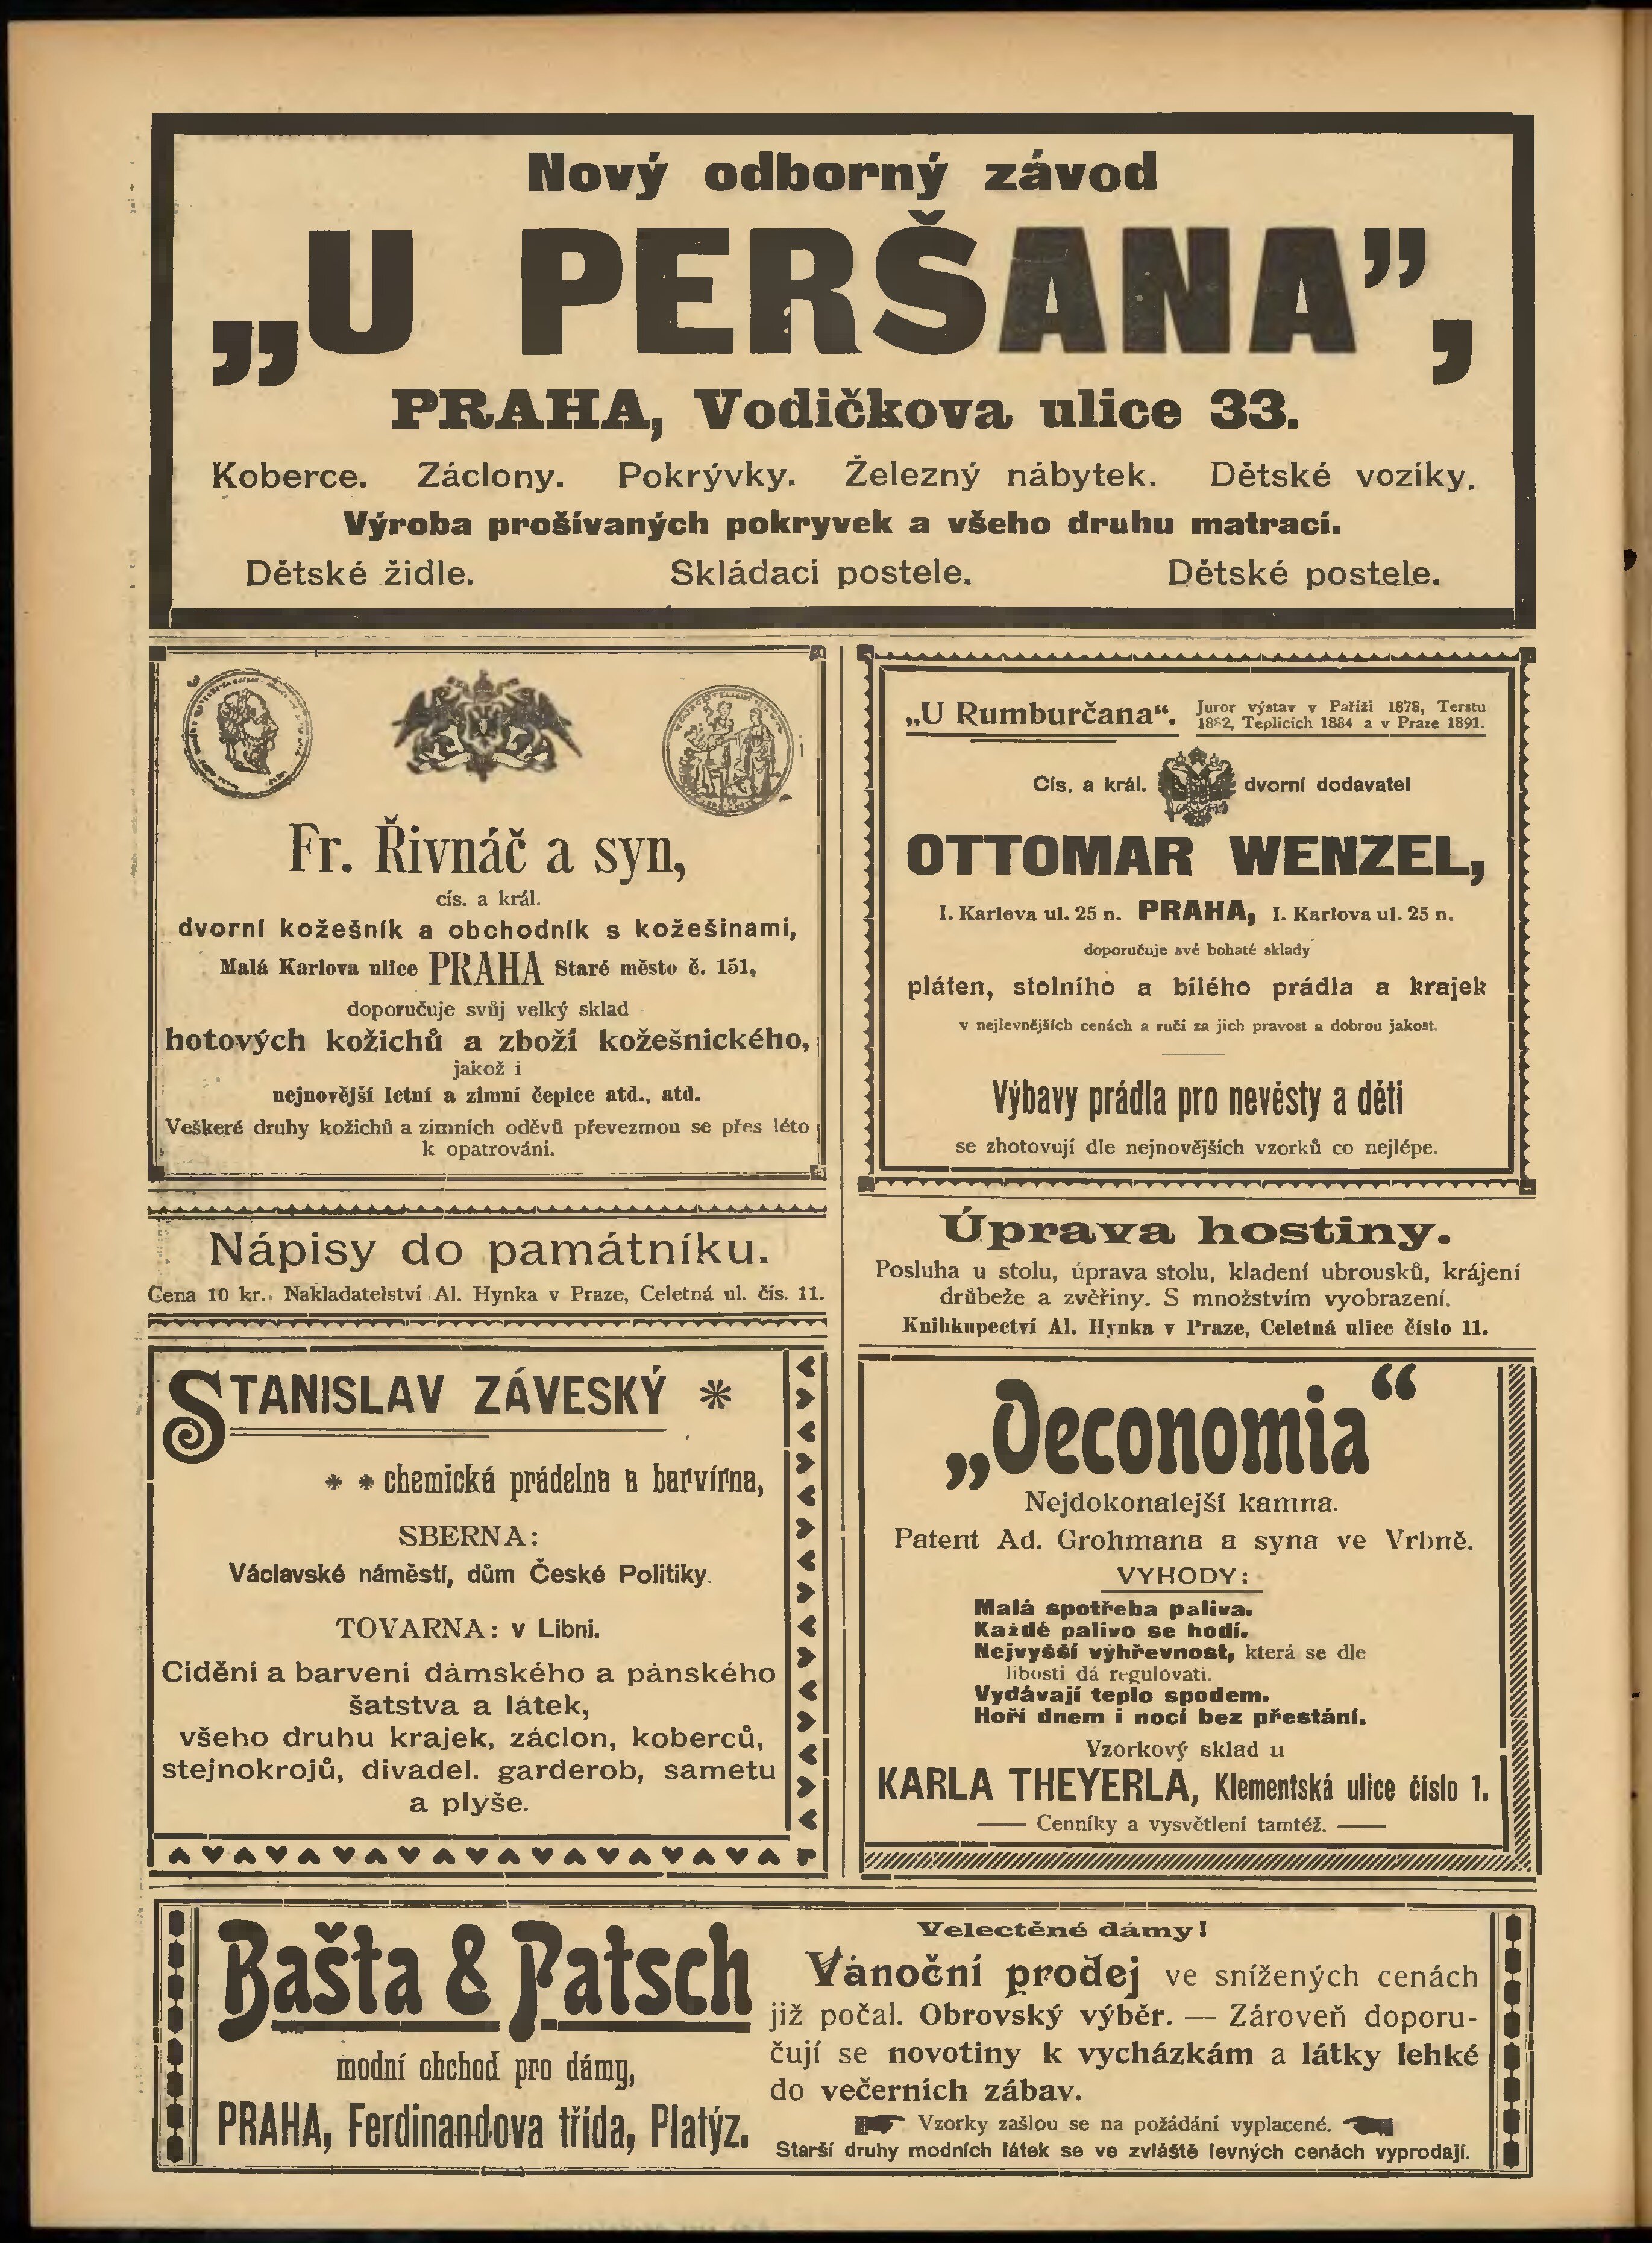 Nový odborný závod
„U PERŠANA”,
PRAHA, Vodičkova ulice 33.
Koberce. Záclony. Pokrývky. Železný nábytek. Dětské voziky.
Výroba prošívaných pokryvek a všeho druhu matrací.
Dětské židle. Skládací postele. Dětské postele.
Fr. Řivnáč a syn,
cís. a král.
dvorní kožešník a obchodník s kožešinami,
Malá Karlova ulice PRAHA Staré město č. 151,
doporučuje svůj velký sklad
hotových kožichů a zboží kožešnického,
jakož i
nejnovější letní a zimní čepice atd., atd.
Veškeré druhy kožichů a zimních oděvů převezmou se přes léto
k opatrování.
„U Rumburčana“.
Juror výstav v Paříži 1878, Terstu
1882, Teplicích 1884 a v Praze 1891.
Cís. a král. dvorní dodavatel
OTTOMAR WENZEL,
I. Karlova ul. 25 n. PRAHA, I. Karlova ul. 25 n.
doporučuje své bohaté sklady
pláten, stolního a bílého prádla a krajek
v nejlevnějších cenách a ručí za jich pravost a dobrou jakost.
Výbavy prádla pro nevěsty a děti
se zhotovují dle nejnovějších vzorků co nejlépe.
Nápisy do památníku.
Cena 10 kr. Nakladatelství Al. Hynka v Praze, Celetná ul. čís. 11.
Úprava hostiny.
Posluha u stolu, úprava stolu, kladení ubrousků, krájení
drůbeže a zvěřiny. S množstvím vyobrazení.
Knihkupectví Al. Hynka v Praze, Celetná ulice číslo 11.
STANISLAV ZÁVESKÝ *
* * chemická prádelna a barvírna,
SBERNA:
Václavské náměstí, dům České Politiky.
TOVARNA: v Libni.
Ciděni a barveni dámského a pánského
šatstva a látek,
všeho druhu krajek, záclon, koberců,
stejnokrojů, divadel. garderob, sametu
a plyše.
„Oeconomia“
Nejdokonalejší kamna.
Patent Ad. Grohmana a syna ve Vrbně.
VYHODY:
Malá spotřeba paliva.
Každé palivo se hodí.
Nejvyšší výhřevnost, která se dle
libosti dá regulovati.
Vydávají teplo spodem.
Hoří dnem i nocí bez přestání.
Vzorkový sklad u
KARLA THEYERLA, Klementská ulice číslo 1.
Cenníky a vysvětlení tamtéž.
Bašta & Patsch
modní obchod pro dámy,
PRAHA, Ferdinandova třída, Platýz.
Velectěné dámy!
Vánoční prodej ve snížených cenách
již počal. Obrovský výběr. — Zároveň doporu-
čují se novotiny k vycházkám a látky lehké
do večerních zábav.
Vzorky zašlou se na požádání vyplacené.
Starší druhy modních látek se ve zvláště levných cenách vyprodají.